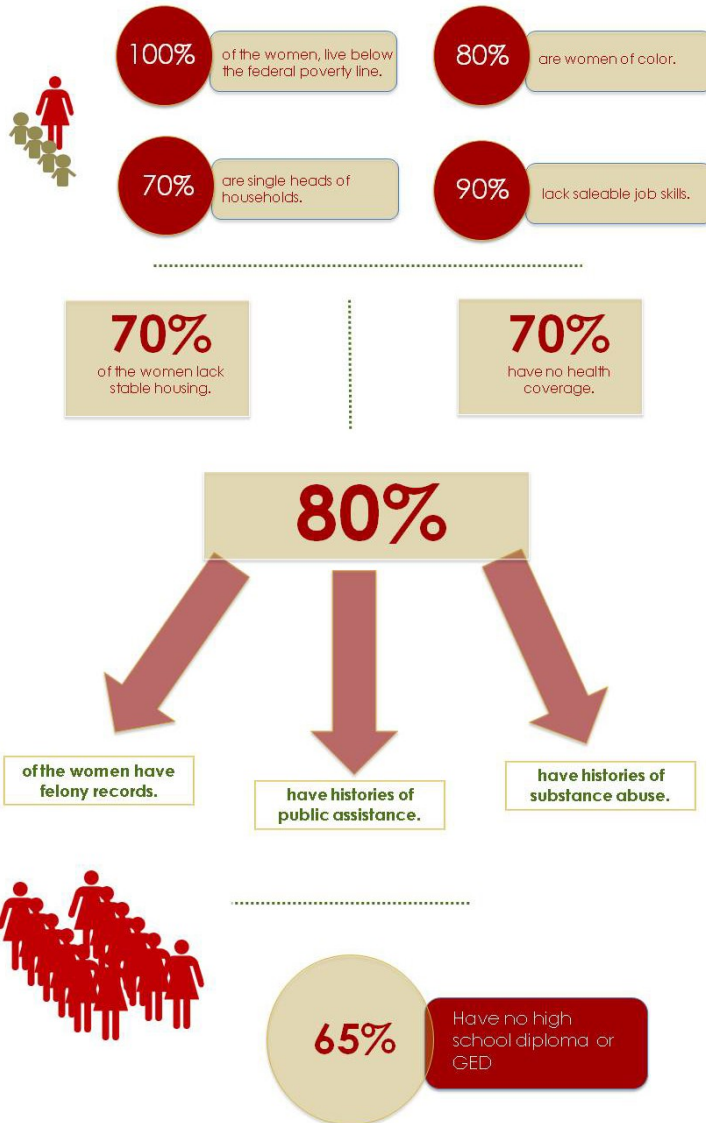 100%
of the women, live below
the federal poverty line.
80%
are women of color.
70%
are single heads of
households.
90%
lack saleable job skills.
70%
of the women lack
stable housing.
70%
have no health
coverage.
80%
of the women have
felony records.
have histories of
public assistance.
have histories of
substance abuse.
65%
Have no high
school diploma or
GED